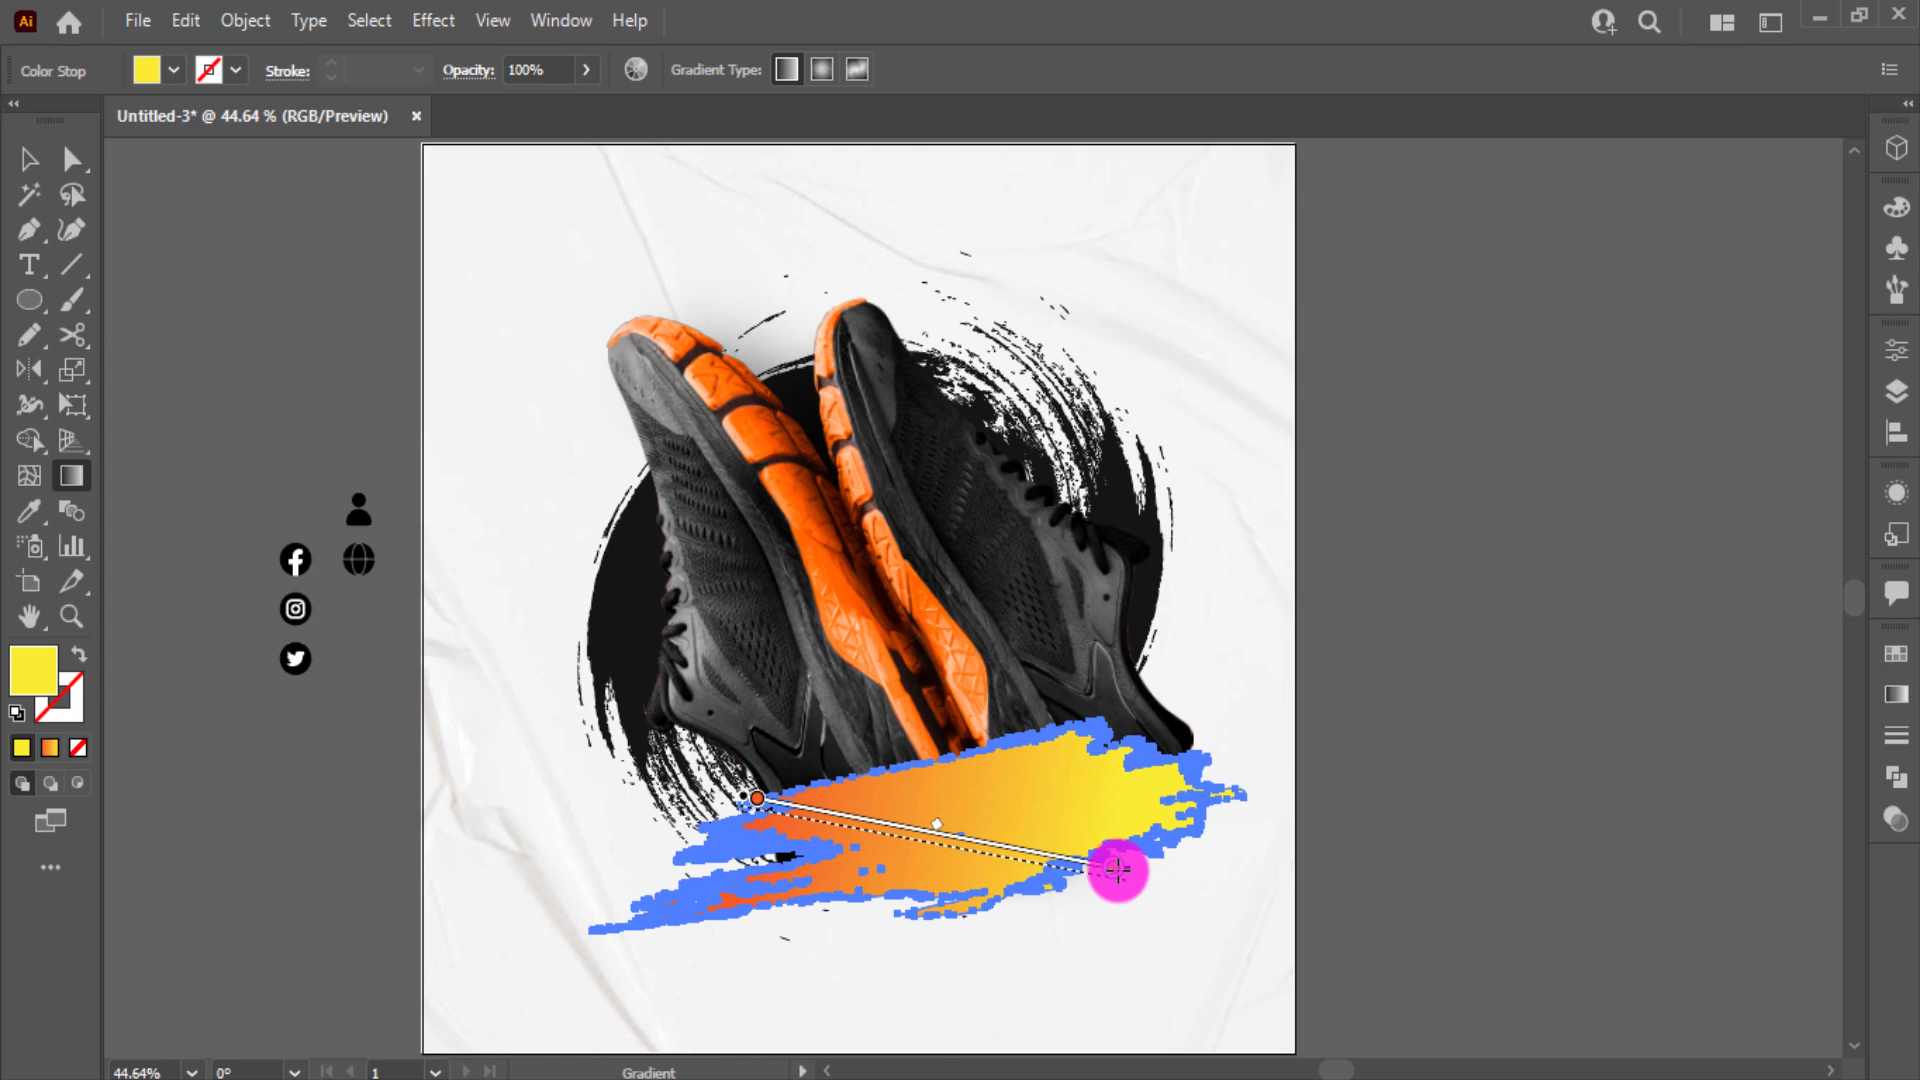 Ai File Edit Object Type Select Effect View Window Help
Color Stop Stroke: Opacity: 100% Gradient Type:
Untitled-3* @ 44.64 % (RGB/Preview)
44.64% 0° 1 Gradient